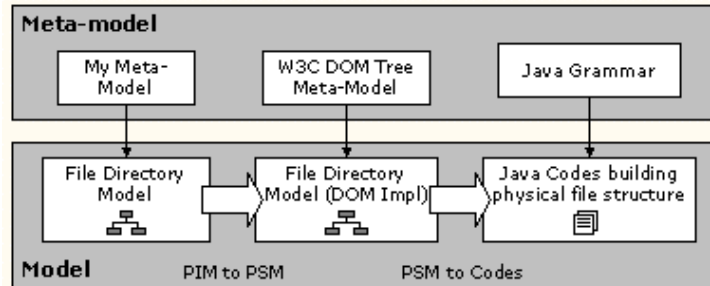 Meta-model
My Meta-
Model
W3C DOM Tree
Meta-Model
Java Grammar
File Directory
Model
File Directory
Model (DOM Impl)
Java Codes building
physical file structure
Model
PIM to PSM
PSM to Codes